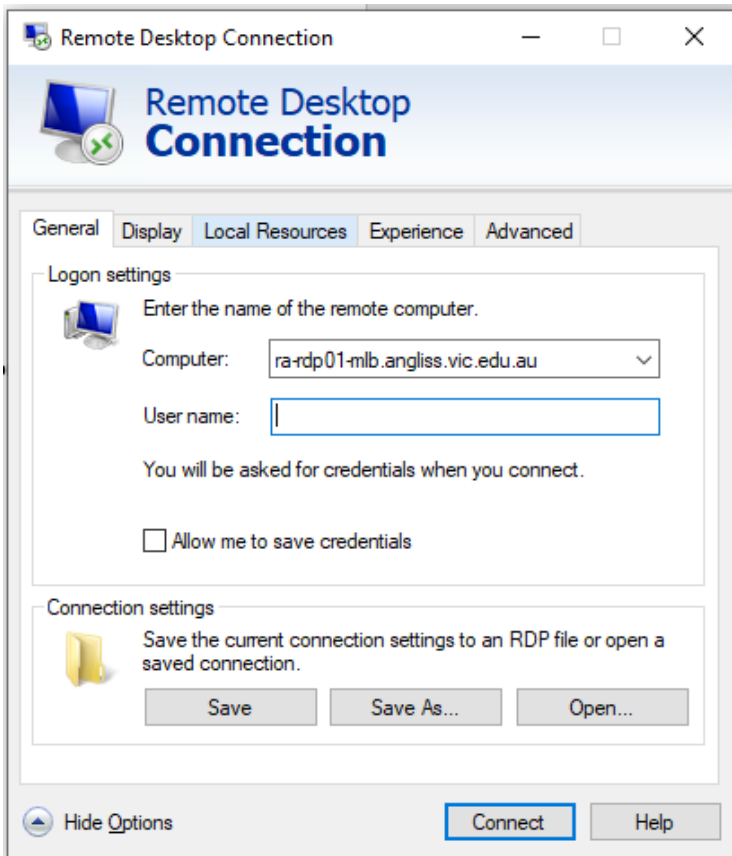 Remote Desktop Connection
Remote Desktop
Connection
General Display Local Resources Experience Advanced
Logon settings
Enter the name of the remote computer.
Computer: ra-rdp01-mlb.angliss.vic.edu.au
User name:
You will be asked for credentials when you connect.
Allow me to save credentials
Connection settings
Save the current connection settings to an RDP file or open a
saved connection.
Save Save As... Open...
Hide Options Connect Help